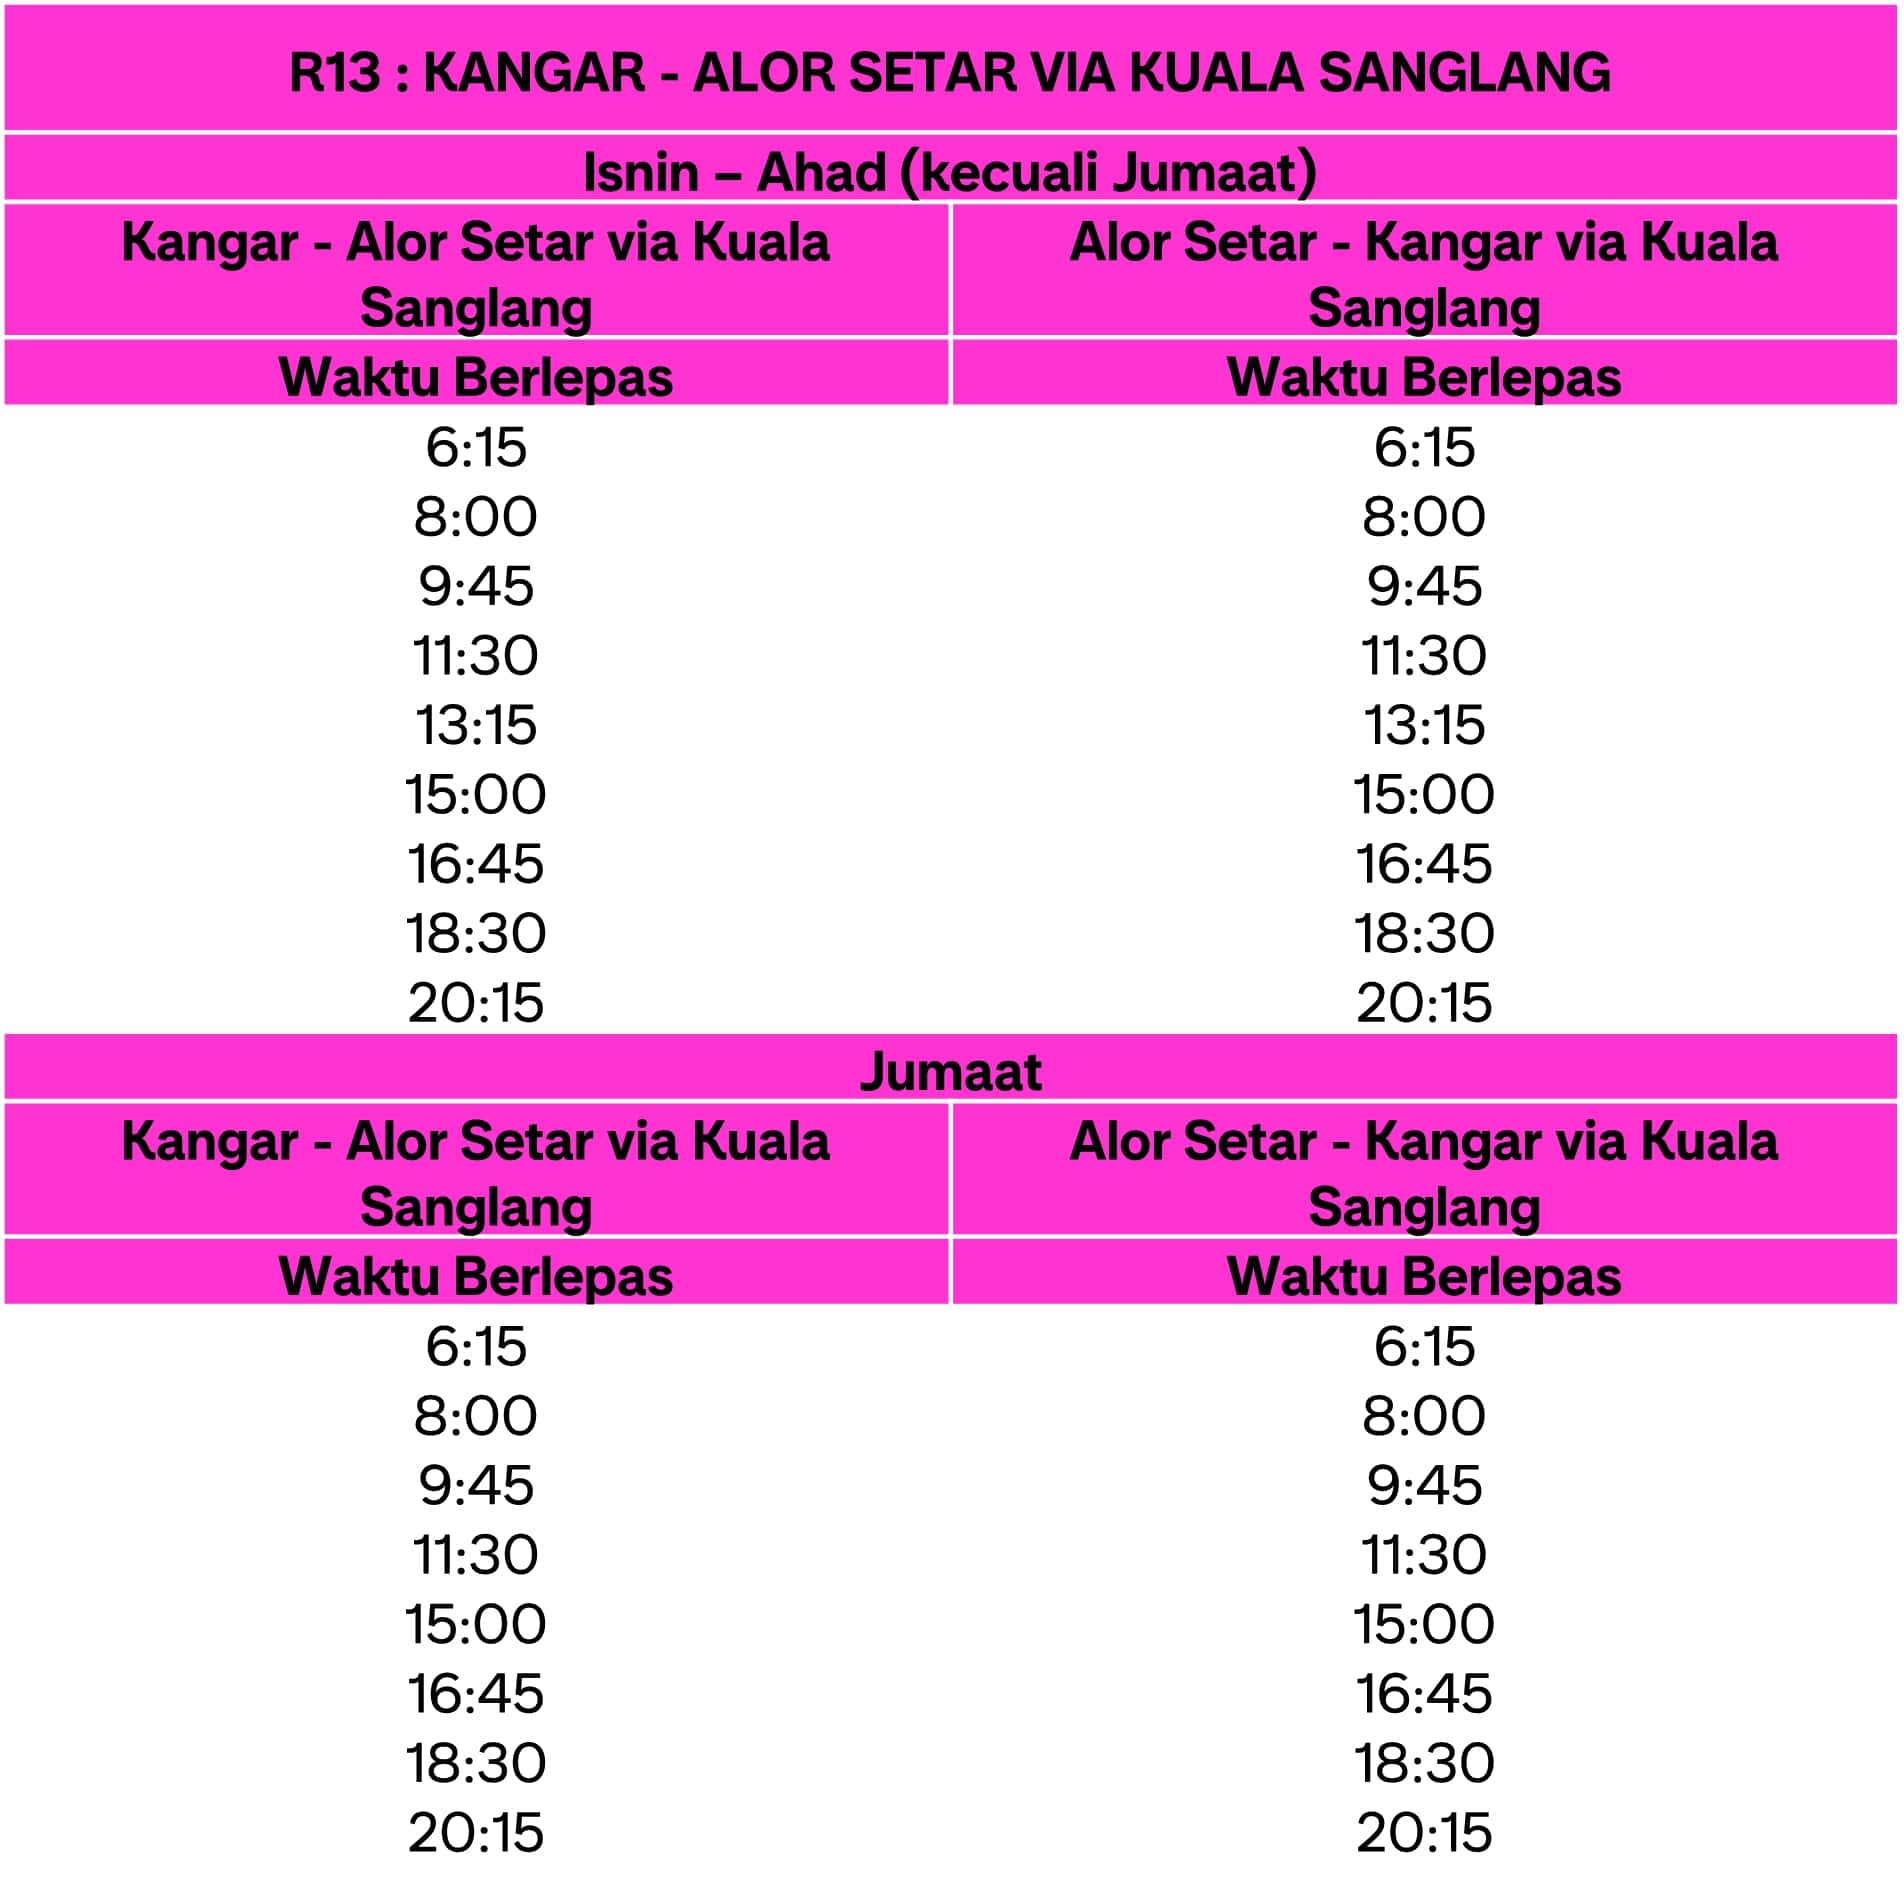 R13 : KANGAR - ALOR SETAR VIA KUALA SANGLANG
Isnin – Ahad (kecuali Jumaat)
Kangar - Alor Setar via Kuala
Sanglang
Alor Setar - Kangar via Kuala
Sanglang
Waktu Berlepas Waktu Berlepas
6:15 6:15
8:00 8:00
9:45 9:45
11:30 11:30
13:15 13:15
15:00 15:00
16:45 16:45
18:30 18:30
20:15 20:15
Jumaat
Kangar - Alor Setar via Kuala
Sanglang
Alor Setar - Kangar via Kuala
Sanglang
Waktu Berlepas Waktu Berlepas
6:15 6:15
8:00 8:00
9:45 9:45
11:30 11:30
15:00 15:00
16:45 16:45
18:30 18:30
20:15 20:15